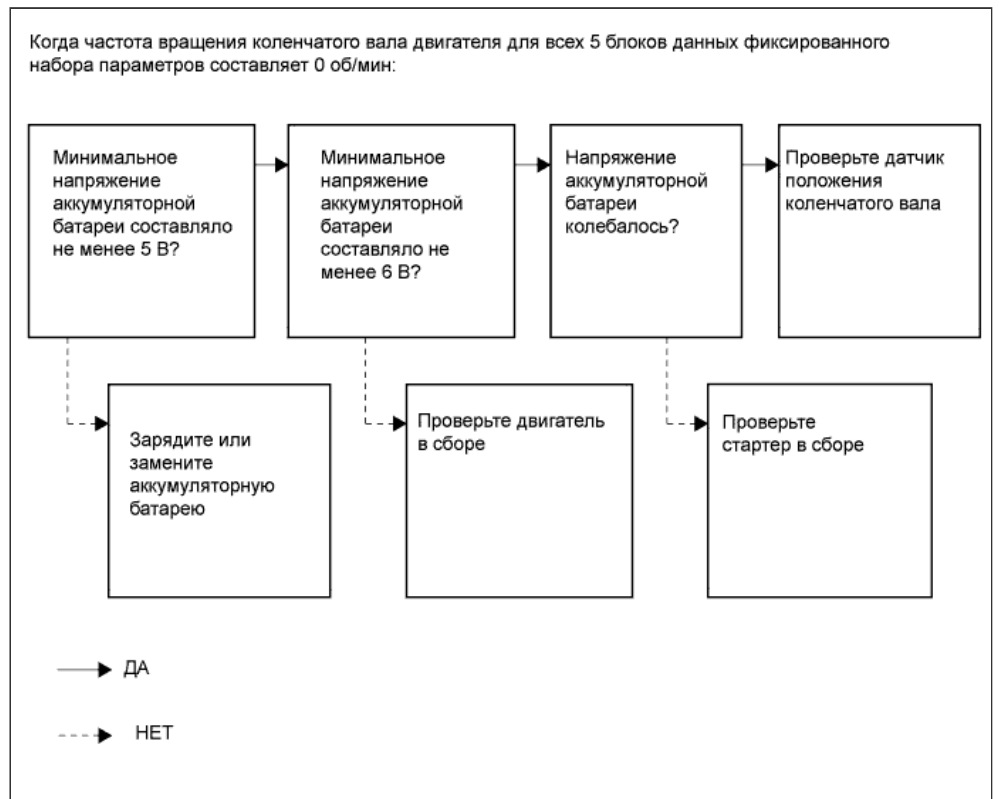 Когда частота вращения коленчатого вала двигателя для всех 5 блоков данных фиксированного
набора параметров составляет 0 об/мин:
Минимальное
напряжение
аккумуляторной
батареи составляло
не менее 5 В?
Минимальное
напряжение
аккумуляторной
батареи
составляло не
менее 6 В?
Напряжение
аккумуляторной
батареи
колебалось?
Проверьте датчик
положения
коленчатого вала
Зарядите или
замените
аккумуляторную
батарею
Проверьте двигатель
в сборе
Проверьте
стартер в сборе
ДА
НЕТ